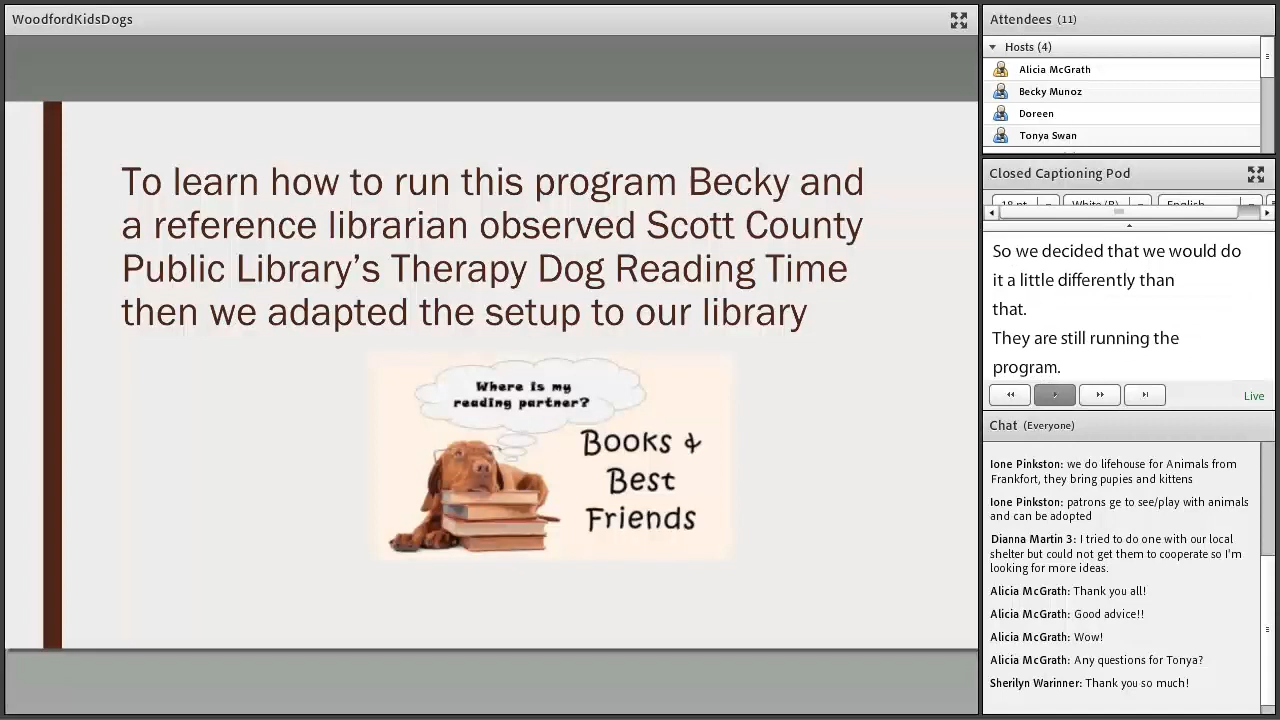 WoodfordKidsDogs
To learn how to run this program Becky and
a reference librarian observed Scott County
Public Library’s Therapy Dog Reading Time
then we adapted the setup to our library
Where is my
reading partner?
Books &
Best
Friends
Attendees (11)
Hosts (4)
Alicia McGrath
Becky Munoz
Doreen
Tonya Swan
Closed Captioning Pod
18 pt White (B) English
So we decided that we would do
it a little differently than
that.
They are still running the
program.
Live
Chat (Everyone)
Ione Pinkston: we do lifehouse for Animals from
Frankfort, they bring pupies and kittens
Ione Pinkston: patrons ge to see/play with animals
and can be adopted
Dianna Martin 3: I tried to do one with our local
shelter but could not get them to cooperate so I'm
looking for more ideas.
Alicia McGrath: Thank you all!
Alicia McGrath: Good advice!!
Alicia McGrath: Wow!
Alicia McGrath: Any questions for Tonya?
Sherilyn Warinner: Thank you so much!